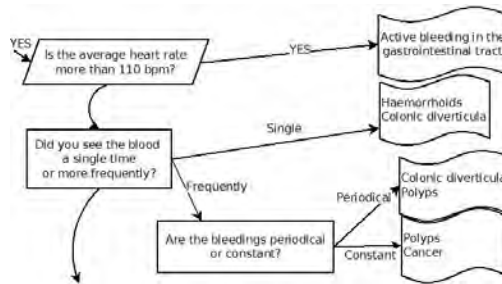 YES
Is the average heart rate
more than 110 bpm?
YES
Active bleeding in the
gastrointestinal tract
Did you see the blood
a single time
or more frequently?
Single
Haemorrhoids
Colonic diverticula
Frequently
Are the bleedings periodical
or constant?
Periodical
Colonic diverticula
Polyps
Constant
Polyps
Cancer